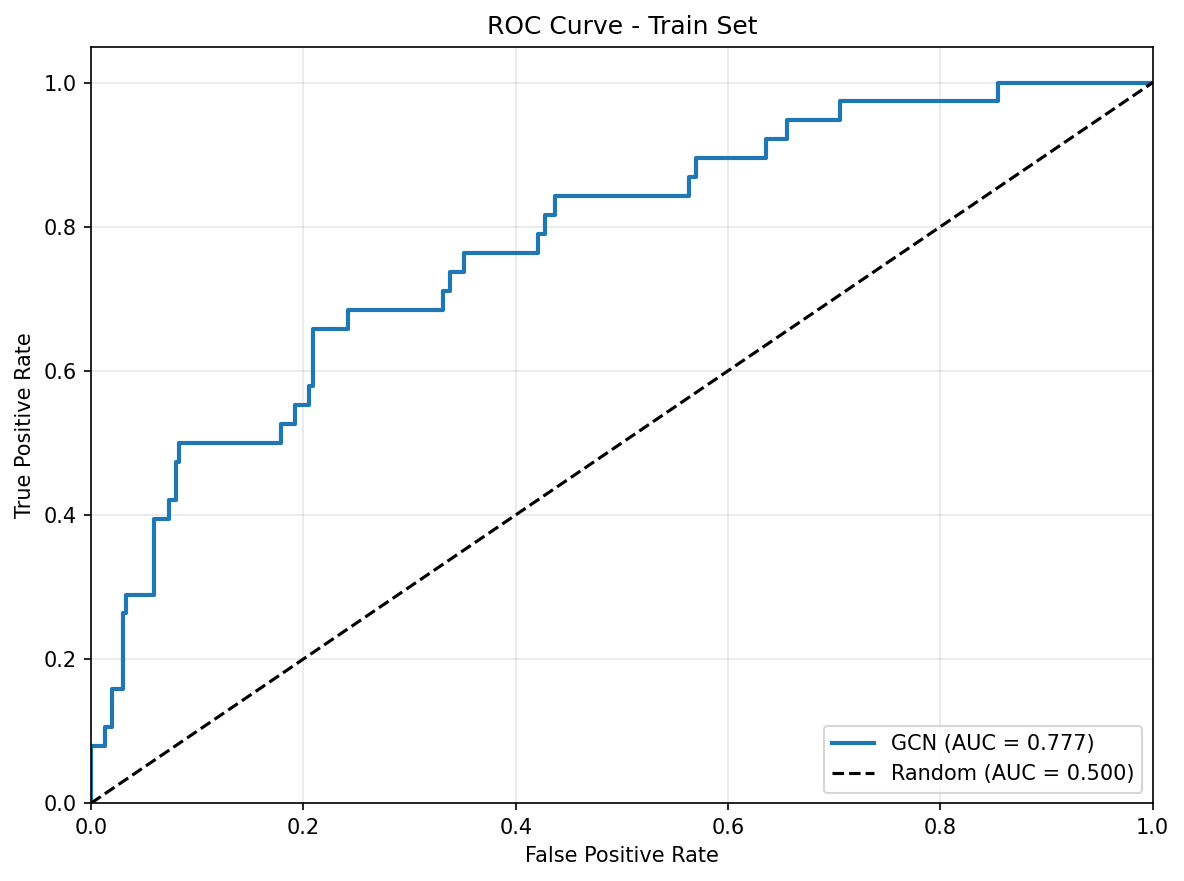 ROC Curve - Train Set
True Positive Rate
1.0
0.8
0.6
0.4
0.2
0.0
0.0 0.2 0.4 0.6 0.8 1.0
False Positive Rate
GCN (AUC = 0.777)
Random (AUC = 0.500)